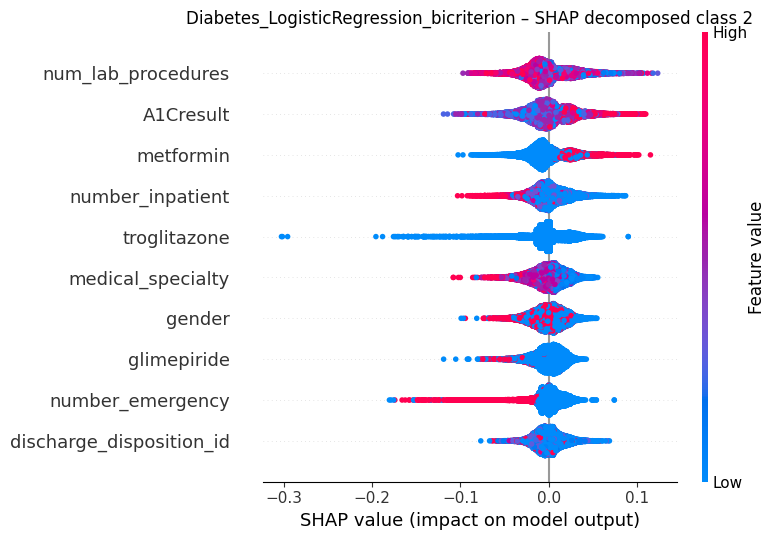 Diabetes_LogisticRegression_bicriterion – SHAP decomposed class 2
High
num_lab_procedures
A1Cresult
metformin
number_inpatient
troglitazone
medical_specialty
gender
glimepiride
number_emergency
discharge_disposition_id
Feature value
Low
−0.3 −0.2 −0.1 0.0 0.1
SHAP value (impact on model output)